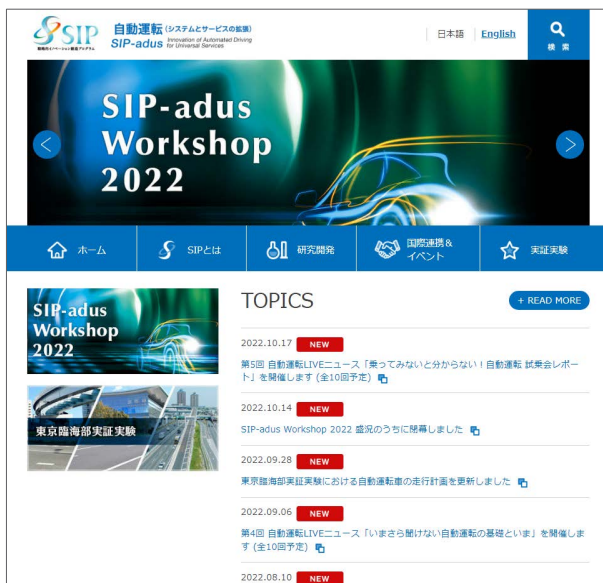 SIP
戦略的イノベーション創造プログラム
自動運転(システムとサービスの拡張)
SIP-adus Innovation of Automated Driving for Universal Services
日本語
English
検 索
SIP-adus
Workshop
2022
ホーム
SIPとは
研究開発
国際連携&
イベント
実証実験
SIP-adus
Workshop
2022
東京臨海部実証実験
TOPICS
+ READ MORE
2022.10.17 NEW
第5回 自動運転LIVEニュース「乗ってみないと分からない!自動運転 試乗会レポー
ト」を開催します (全10回予定)
2022.10.14 NEW
SIP-adus Workshop 2022 盛況のうちに閉幕しました
2022.09.28 NEW
東京臨海部実証実験における自動運転車の走行計画を更新しました
2022.09.06 NEW
第4回 自動運転LIVEニュース「いまさら聞けない自動運転の基礎といま」を開催しま
す (全10回予定)
2022.08.10 NEW